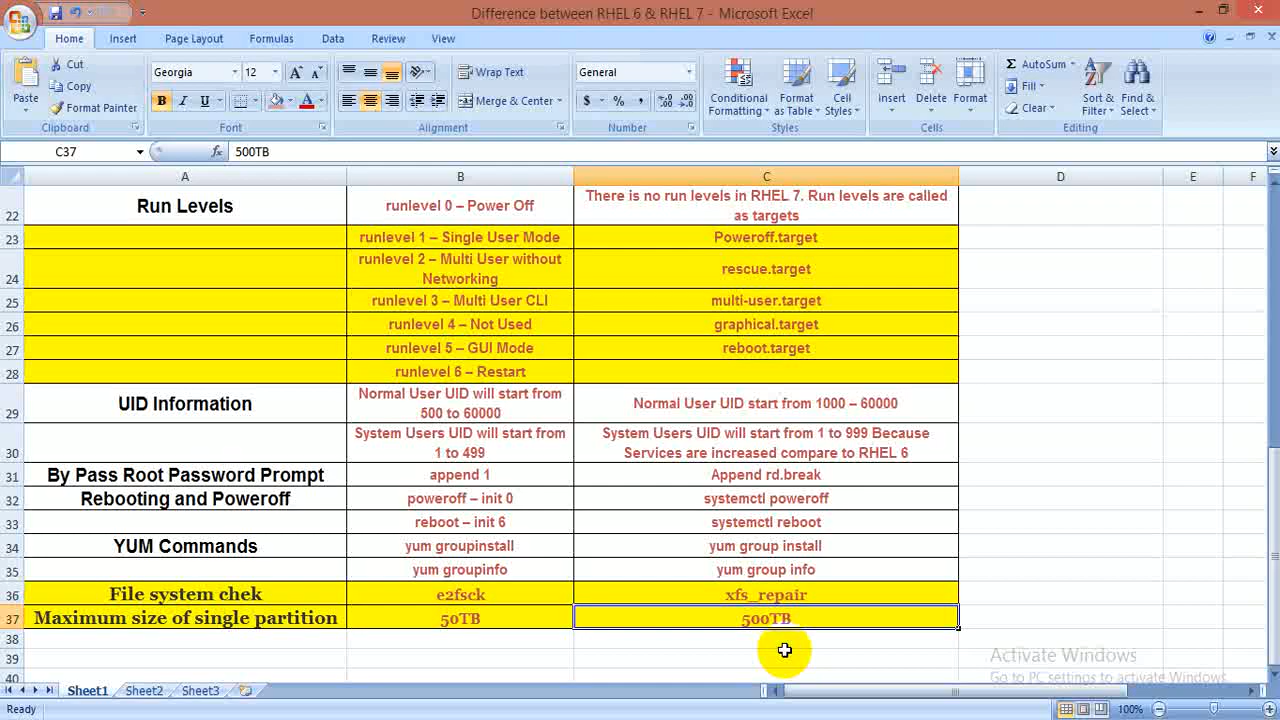 Difference between RHEL 6 & RHEL 7 - Microsoft Excel
Home Insert Page Layout Formulas Data Review View
Paste Cut
Copy
Format Painter
Clipboard
Georgia 12
B I U A
Font
Wrap Text
Merge & Center
Alignment
General
$ % ,
Number
Conditional Formatting
Format as Table
Cell Styles
Styles
Insert Delete Format
Cells
AutoSum
Fill
Clear
Sort & Filter
Find & Select
Editing
C37 fx 500TB
A B C D E F
22 Run Levels runlevel 0 – Power Off There is no run levels in RHEL 7. Run levels are called
as targets
23 runlevel 1 – Single User Mode Poweroff.target
24 runlevel 2 – Multi User without
Networking rescue.target
25 runlevel 3 – Multi User CLI multi-user.target
26 runlevel 4 – Not Used graphical.target
27 runlevel 5 – GUI Mode reboot.target
28 runlevel 6 – Restart
29 UID Information Normal User UID will start from
500 to 60000 Normal User UID start from 1000 – 60000
30 System Users UID will start from
1 to 499 System Users UID will start from 1 to 999 Because
Services are increased compare to RHEL 6
31 By Pass Root Password Prompt append 1 Append rd.break
32 Rebooting and Poweroff poweroff – init 0 systemctl poweroff
33 reboot – init 6 systemctl reboot
34 YUM Commands yum groupinstall yum group install
35 yum groupinfo yum group info
36 File system chek e2fsck xfs_repair
37 Maximum size of single partition 50TB 500TB
38
39
40
Activate Windows
Go to PC settings to activate Windows.
Sheet1 Sheet2 Sheet3
Ready 100%